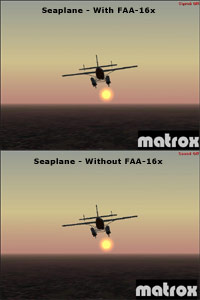 Seaplane - With FAA-16x
matrox
Seaplane - Without FAA-16x
matrox